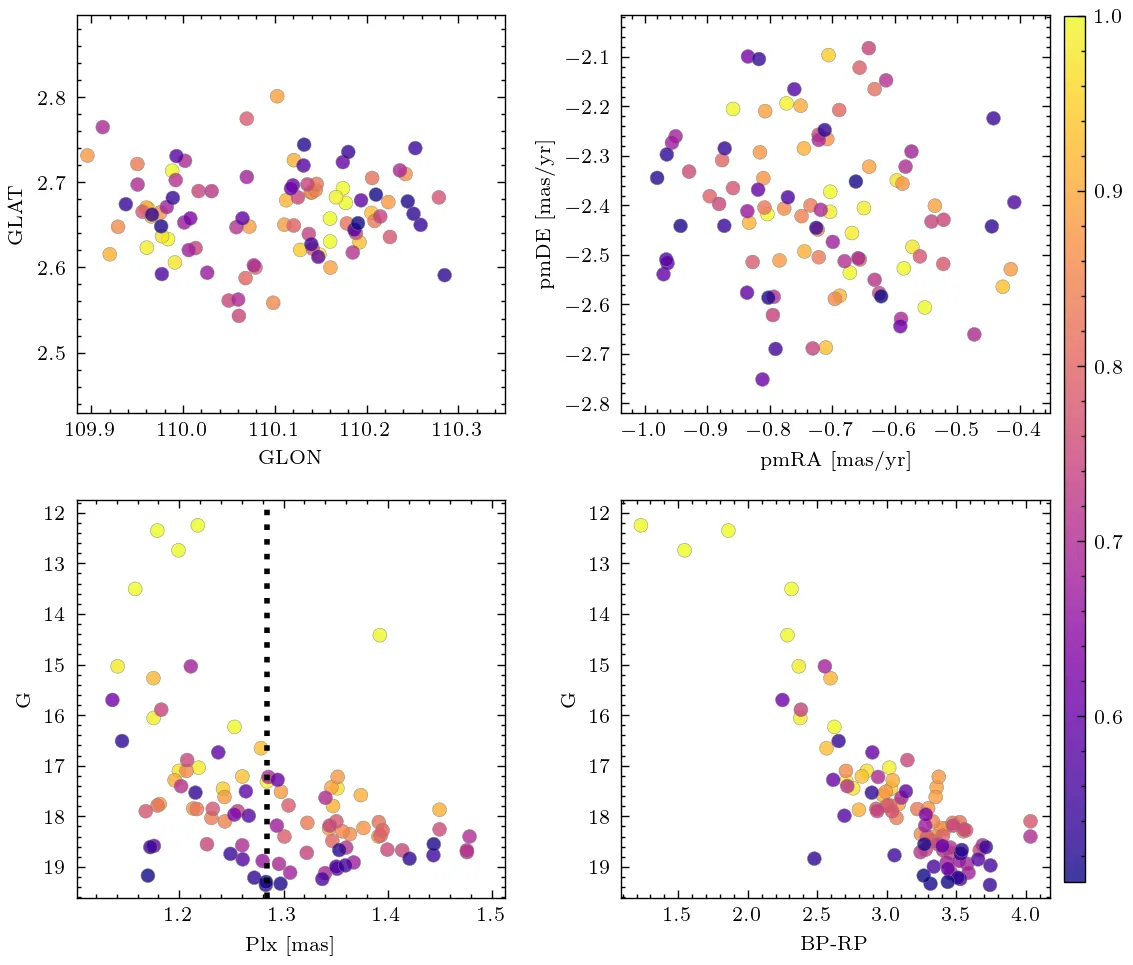 2.8
2.7
2.6
2.5
GLAT
109.9 110.0 110.1 110.2 110.3
GLON
−2.1
−2.2
−2.3
−2.4
−2.5
−2.6
−2.7
−2.8
pmDE [mas/yr]
−1.0 −0.9 −0.8 −0.7 −0.6 −0.5 −0.4
pmRA [mas/yr]
1.0
0.9
0.8
0.7
0.6
12
13
14
15
16
17
18
19
G
1.2 1.3 1.4 1.5
Plx [mas]
12
13
14
15
16
17
18
19
G
1.5 2.0 2.5 3.0 3.5 4.0
BP-RP